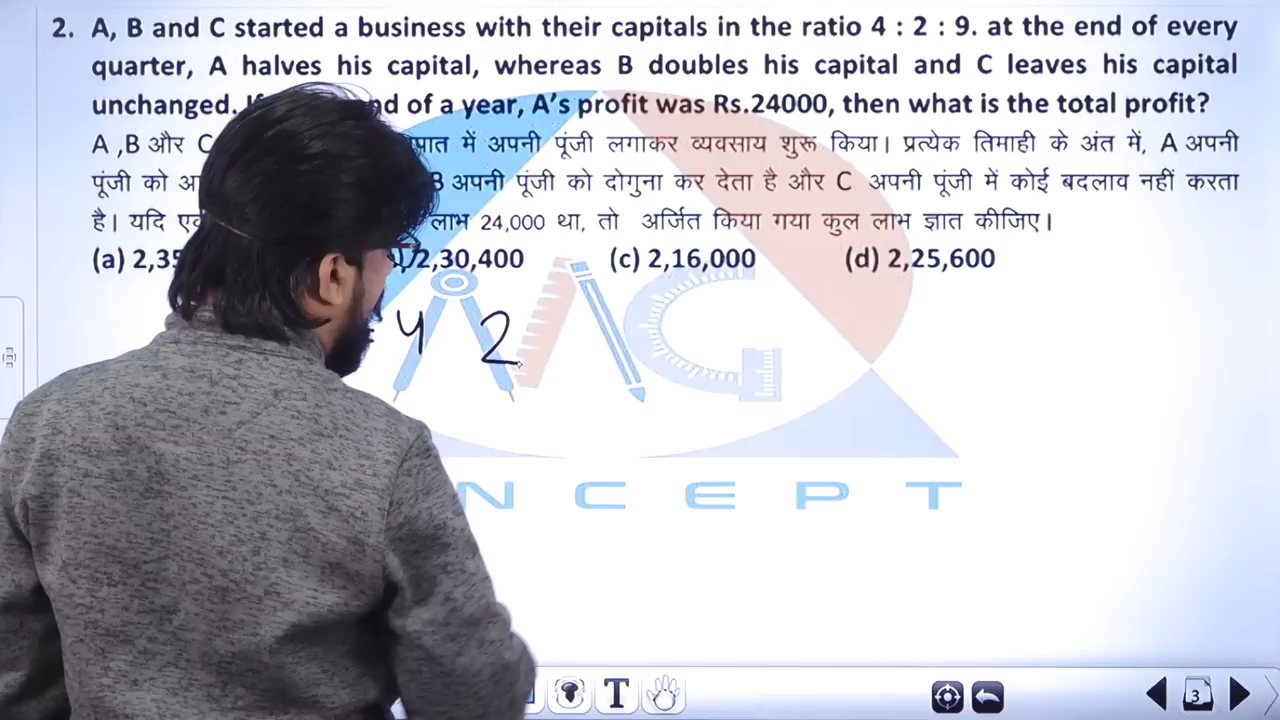 2. A, B and C started a business with their capitals in the ratio 4 : 2 : 9. at the end of every
quarter, A halves his capital, whereas B doubles his capital and C leaves his capital
unchanged. of a year, A's profit was Rs.24000, then what is the total profit?
A ,B और C में अपनी पूंजी लगाकर व्यवसाय शुरू किया। प्रत्येक तिमाही के अंत में, A अपनी
पूंजी को B अपनी पूंजी को दोगुना कर देता है और C अपनी पूंजी में कोई बदलाव नहीं करता
है। यदि लाभ 24,000 था, तो अर्जित किया गया कुल लाभ ज्ञात कीजिए।
(a) 2,30,400 (c) 2,16,000 (d) 2,25,600
4 2
N C E P T
T 3